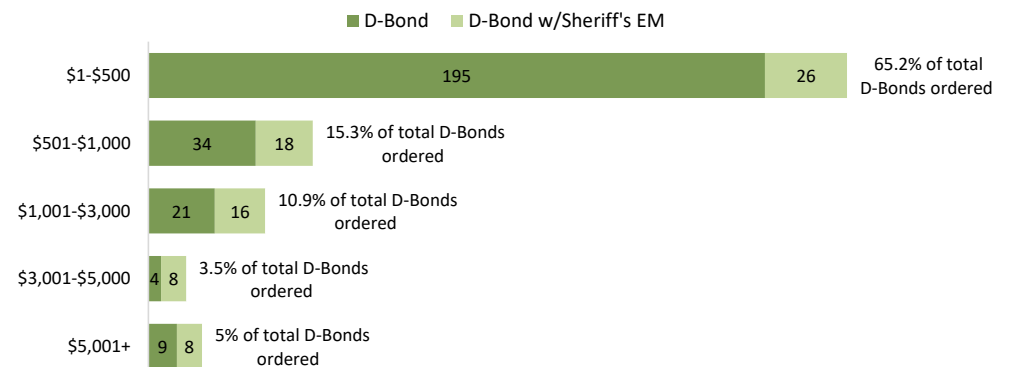 D-Bond D-Bond w/Sheriff's EM
$1-$500 195 26 65.2% of total
D-Bonds ordered
$501-$1,000 34 18 15.3% of total D-Bonds
ordered
$1,001-$3,000 21 16 10.9% of total D-Bonds
ordered
$3,001-$5,000 4 8 3.5% of total D-Bonds
ordered
$5,001+ 9 8 5% of total D-Bonds
ordered